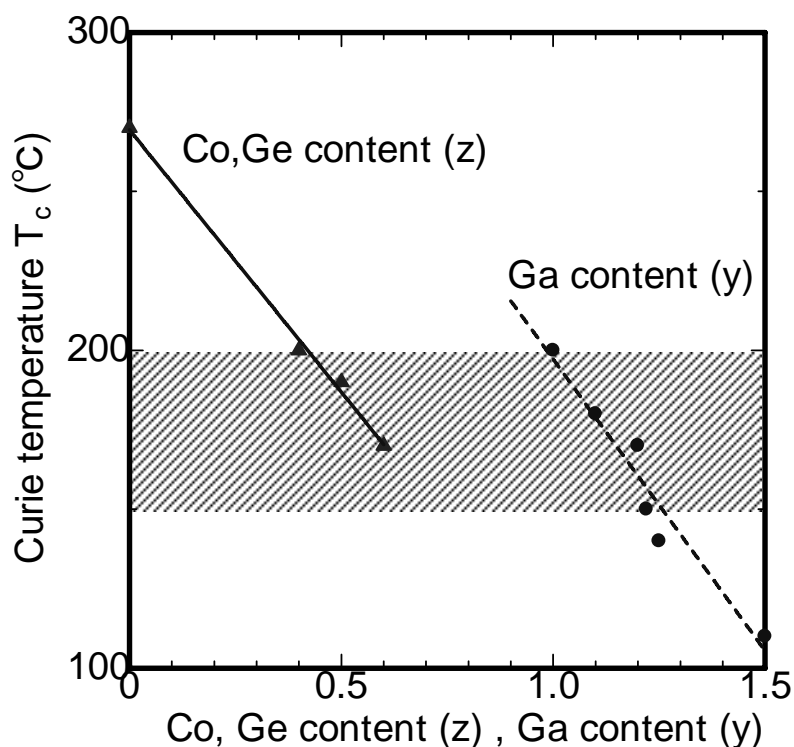 300
Co,Ge content (z)
Ga content (y)
200
100
0
0.5
1.0
1.5
Curie temperature Tc (°C)
Co, Ge content (z) , Ga content (y)